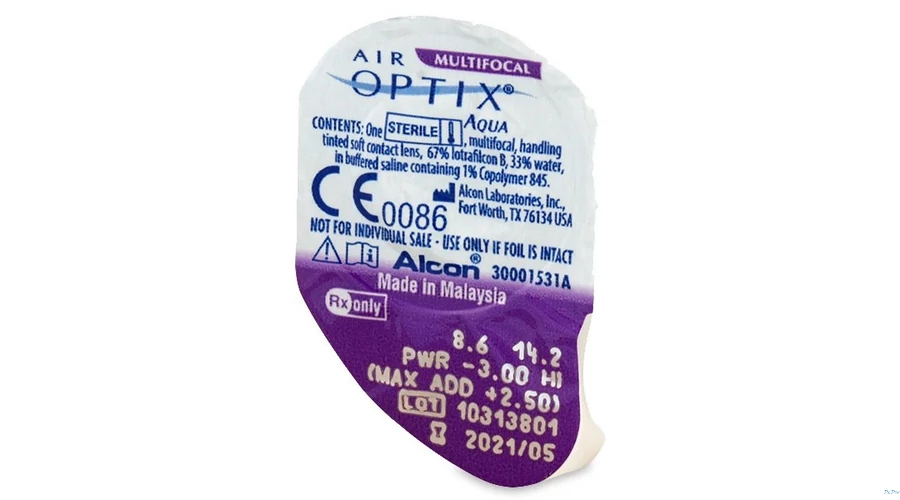 AIR MULTIFOCAL
OPTIX®
AQUA
CONTENTS: One STERILE, multifocal, handling
tinted soft contact lens, 67% lotrafilcon B, 33% water,
in buffered saline containing 1% Copolymer 845.
CE 0086
Alcon Laboratories, Inc.,
Fort Worth, TX 76134 USA
NOT FOR INDIVIDUAL SALE - USE ONLY IF FOIL IS INTACT
Alcon® 30001531A
Made in Malaysia
Rx only
8.6 14.2
PWR -3.00 HI
(MAX ADD +2.50)
LOT 10313801
2021/05